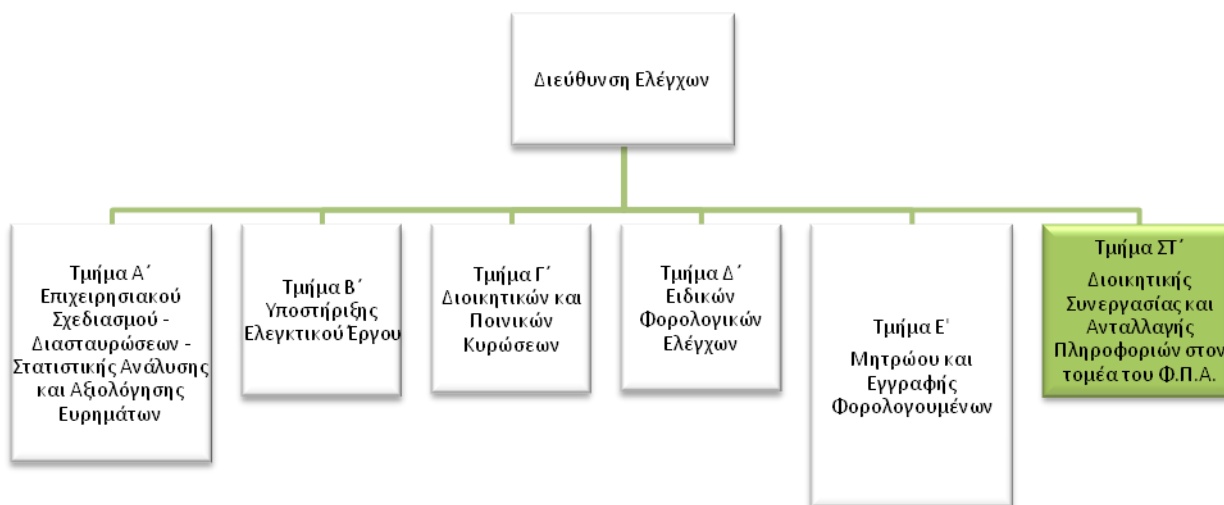 Διεύθυνση Ελέγχων
Τμήμα Α΄
Επιχειρησιακού
Σχεδιασμού -
Διασταυρώσεων -
Στατιστικής Ανάλυσης
και Αξιολόγησης
Ευρημάτων
Τμήμα Β΄
Υποστήριξης
Ελεγκτικού Έργου
Τμήμα Γ΄
Διοικητικών και
Ποινικών
Κυρώσεων
Τμήμα Δ΄
Ειδικών
Φορολογικών
Ελέγχων
Τμήμα Ε'
Μητρώου και
Εγγραφής
Φορολογουμένων
Τμήμα ΣΤ΄
Διοικητικής
Συνεργασίας και
Ανταλλαγής
Πληροφοριών στον
τομέα του Φ.Π.Α.